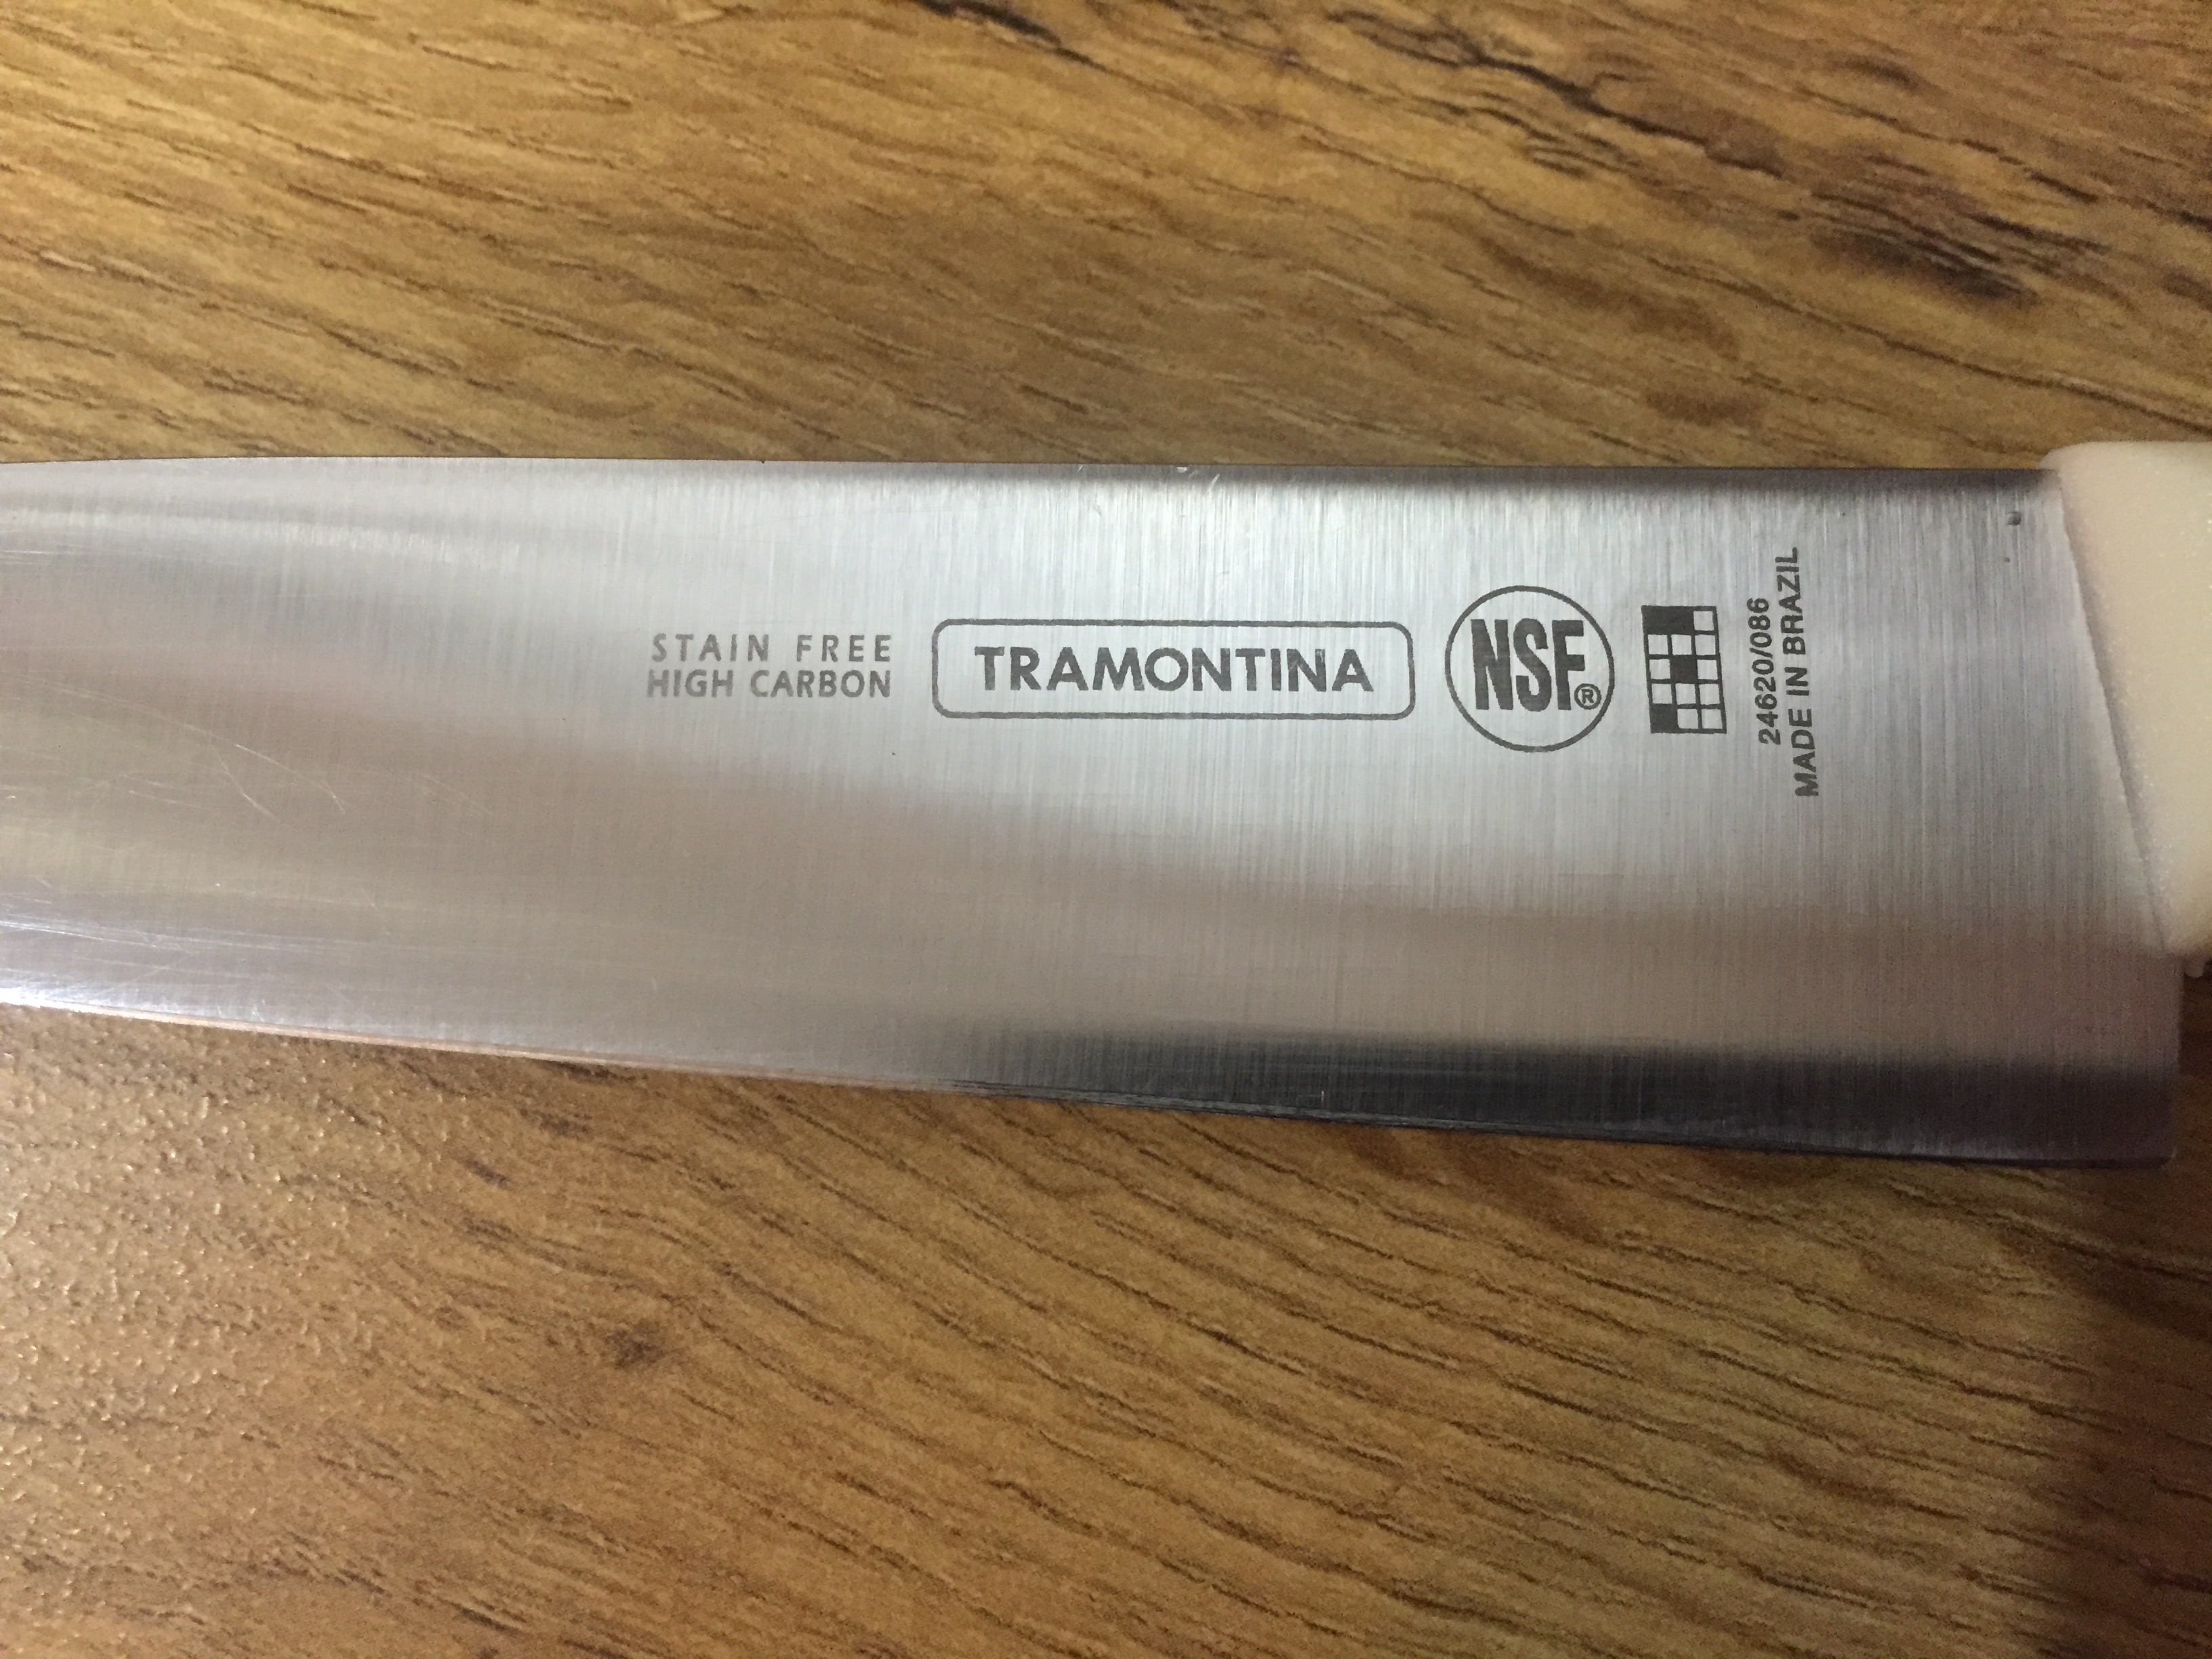 STAIN FREE
HIGH CARBON
TRAMONTINA
NSF®
24620/086
MADE IN BRAZIL